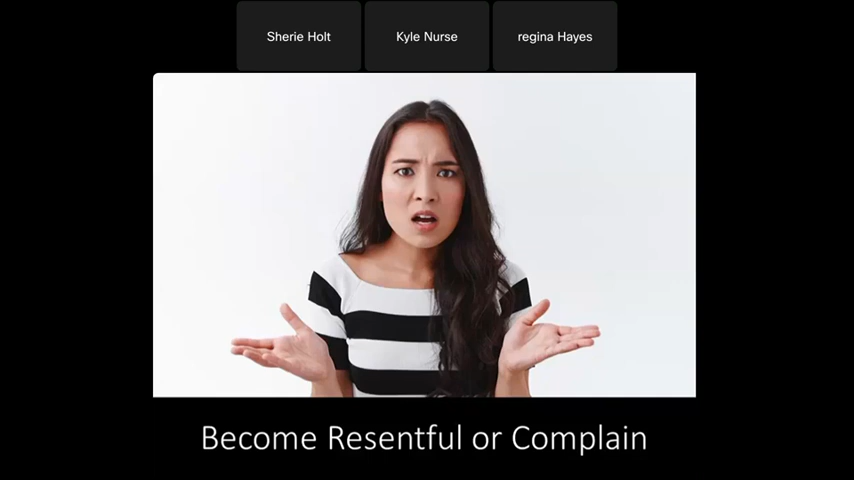 Sherie Holt
Kyle Nurse
regina Hayes
Become Resentful or Complain